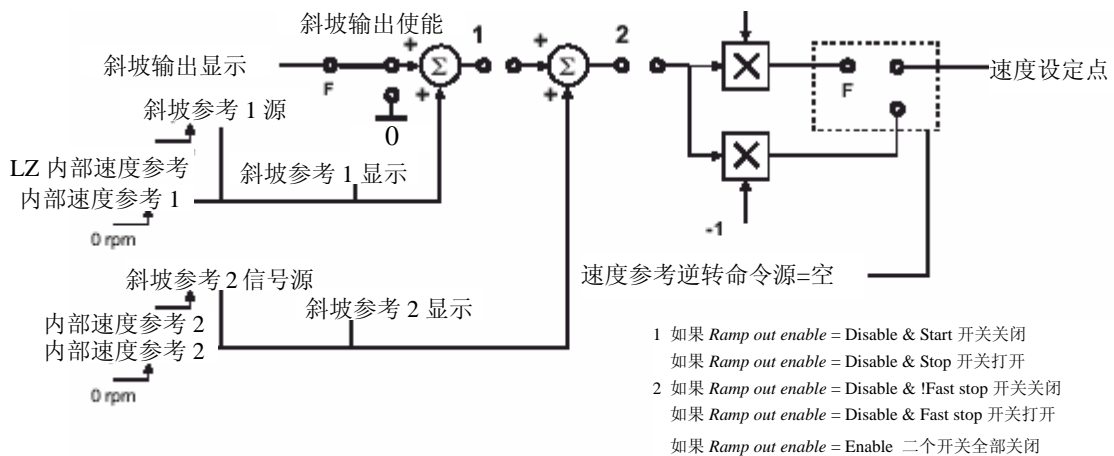 斜坡输出使能
斜坡输出显示
F
+
+
Σ
1
+
+
Σ
2
F
速度设定点
0
斜坡参考 1 源
LZ 内部速度参考
内部速度参考 1
斜坡参考 1 显示
0 rpm
-1
斜坡参考 2 信号源
内部速度参考 2
内部速度参考 2
斜坡参考 2 显示
0 rpm
速度参考逆转命令源=空
1 如果 Ramp out enable = Disable & Start 开关关闭
如果 Ramp out enable = Disable & Stop 开关打开
2 如果 Ramp out enable = Disable & !Fast stop 开关关闭
如果 Ramp out enable = Disable & Fast stop 开关打开
如果 Ramp out enable = Enable 二个开关全部关闭